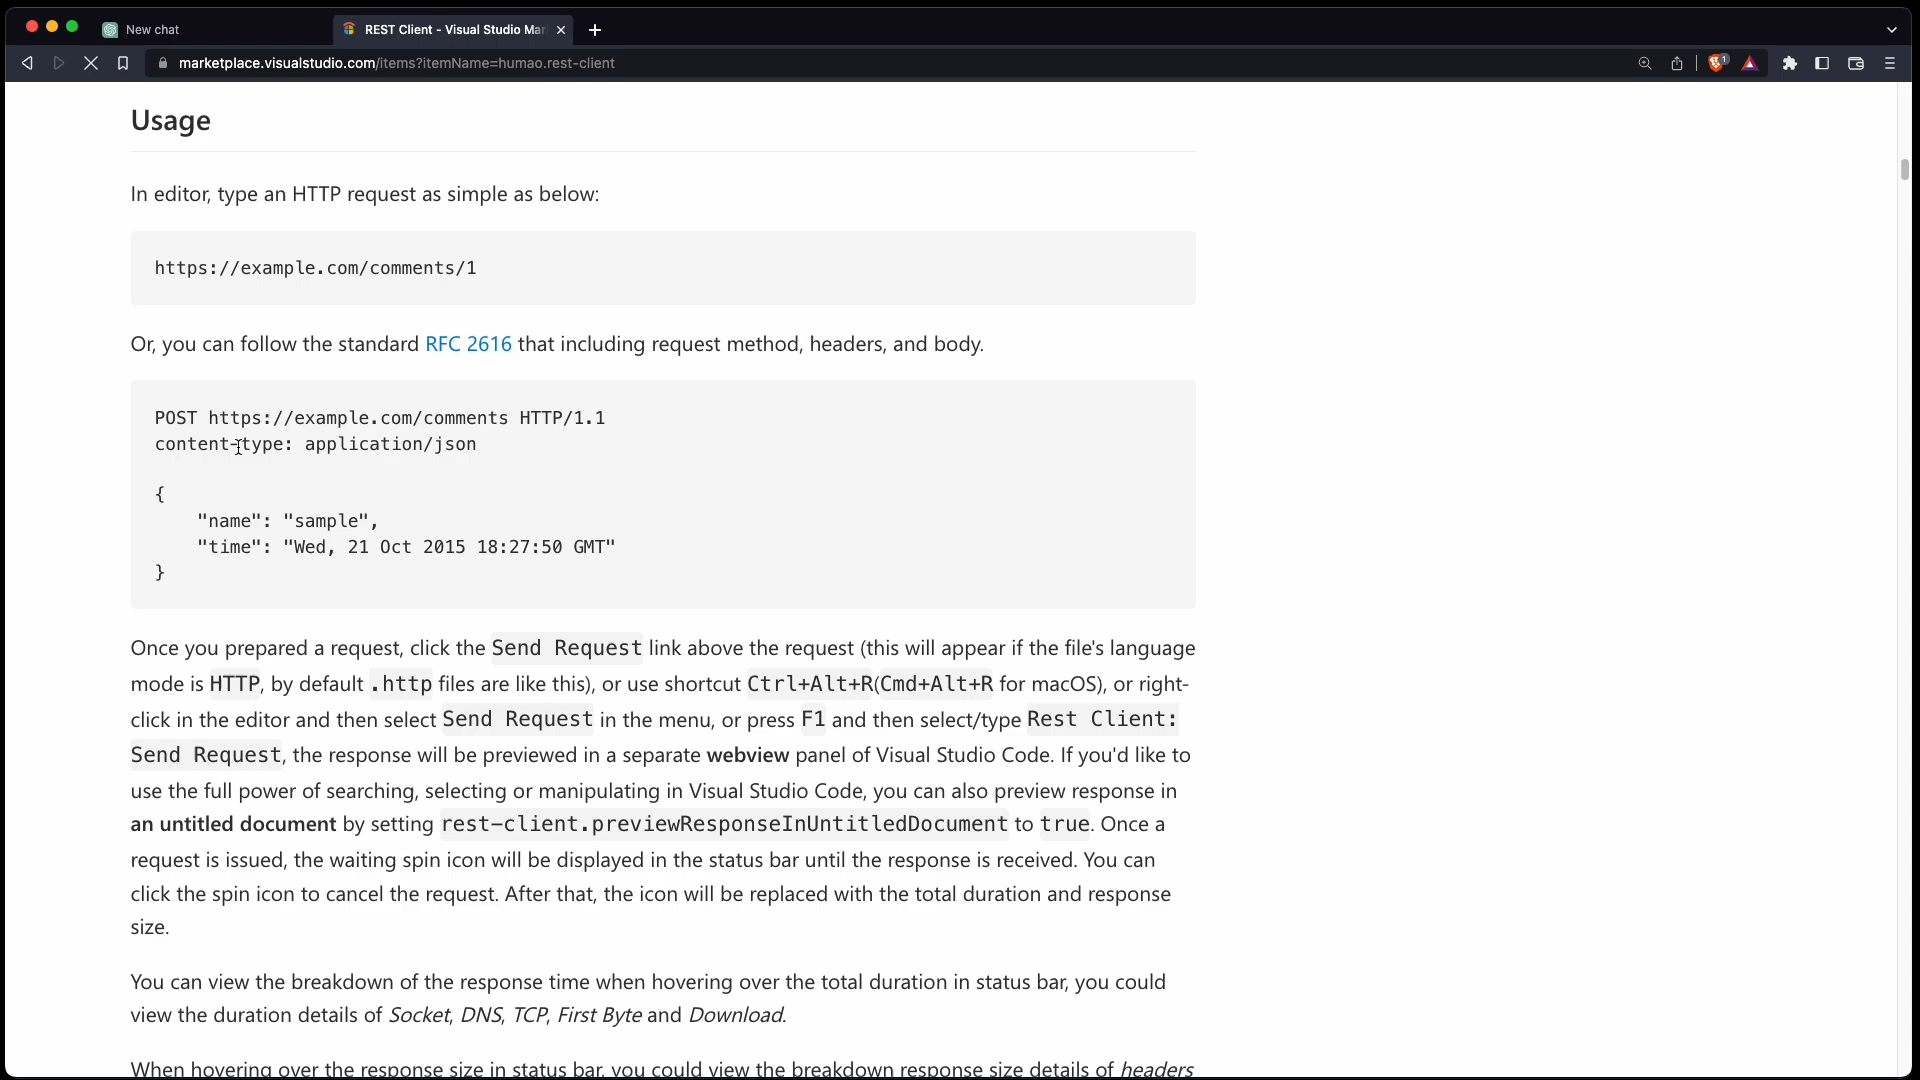 New chat
REST Client - Visual Studio Mar
marketplace.visualstudio.com/items?itemName=humao.rest-client
1
Usage
In editor, type an HTTP request as simple as below:
https://example.com/comments/1
Or, you can follow the standard RFC 2616 that including request method, headers, and body.
POST https://example.com/comments HTTP/1.1
content-type: application/json
{
"name": "sample",
"time": "Wed, 21 Oct 2015 18:27:50 GMT"
}
Once you prepared a request, click the Send Request link above the request (this will appear if the file's language
mode is HTTP, by default .http files are like this), or use shortcut Ctrl+Alt+R(Cmd+Alt+R for macOS), or right-
click in the editor and then select Send Request in the menu, or press F1 and then select/type Rest Client:
Send Request, the response will be previewed in a separate webview panel of Visual Studio Code. If you'd like to
use the full power of searching, selecting or manipulating in Visual Studio Code, you can also preview response in
an untitled document by setting rest-client.previewResponseInUntitledDocument to true. Once a
request is issued, the waiting spin icon will be displayed in the status bar until the response is received. You can
click the spin icon to cancel the request. After that, the icon will be replaced with the total duration and response
size.
You can view the breakdown of the response time when hovering over the total duration in status bar, you could
view the duration details of Socket, DNS, TCP, First Byte and Download.
When hovering over the response size in status bar, you could view the breakdown response size details of headers